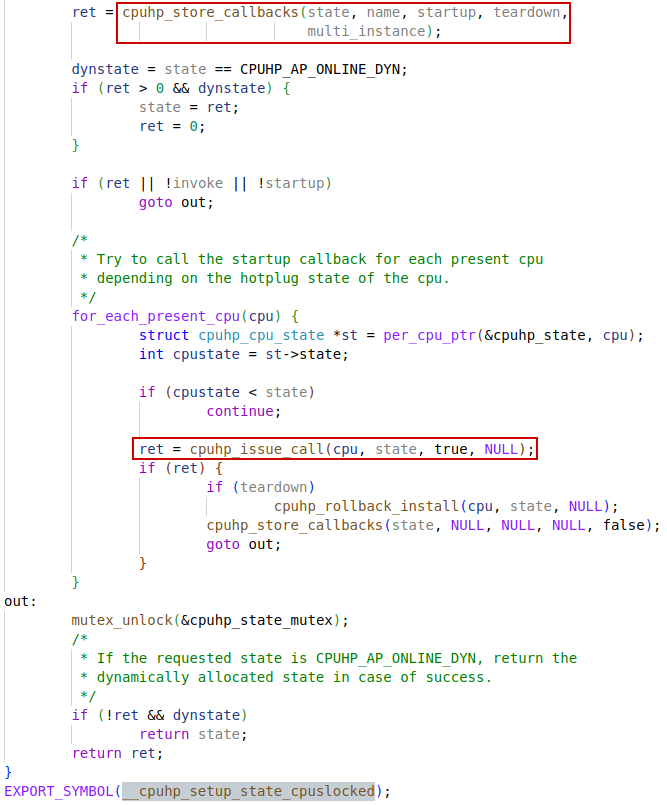 ret = cpuhp_store_callbacks(state, name, startup, teardown,
multi_instance);
dynstate = state == CPUHP_AP_ONLINE_DYN;
if (ret > 0 && dynstate) {
state = ret;
ret = 0;
}
if (ret || !invoke || !startup)
goto out;
/*
* Try to call the startup callback for each present cpu
* depending on the hotplug state of the cpu.
*/
for_each_present_cpu(cpu) {
struct cpuhp_cpu_state *st = per_cpu_ptr(&cpuhp_state, cpu);
int cpustate = st->state;
if (cpustate < state)
continue;
ret = cpuhp_issue_call(cpu, state, true, NULL);
if (ret) {
if (teardown)
cpuhp_rollback_install(cpu, state, NULL);
cpuhp_store_callbacks(state, NULL, NULL, NULL, false);
goto out;
}
}
out:
mutex_unlock(&cpuhp_state_mutex);
/*
* If the requested state is CPUHP_AP_ONLINE_DYN, return the
* dynamically allocated state in case of success.
*/
if (!ret && dynstate)
return state;
return ret;
}
EXPORT_SYMBOL(__cpuhp_setup_state_cpuslocked);